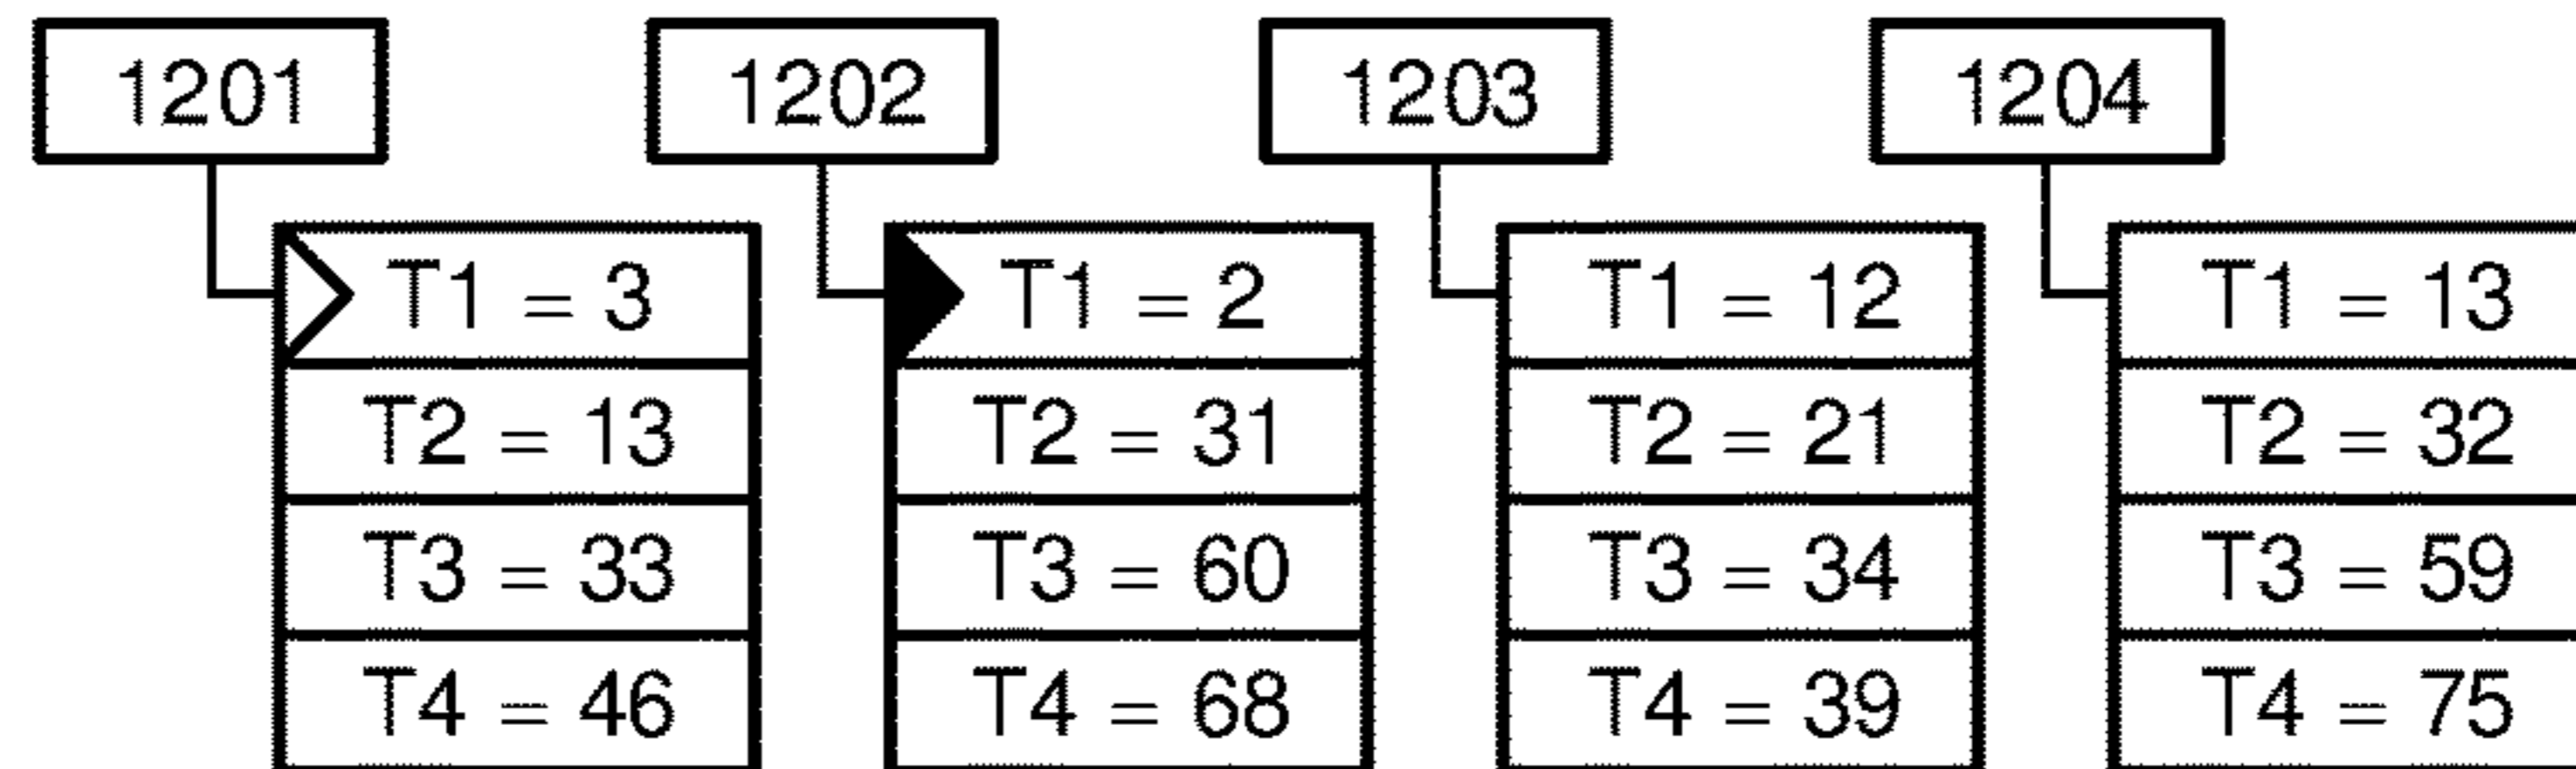 1201 1202 1203 1204
T1 = 3 T1 = 2 T1 = 12 T1 = 13
T2 = 13 T2 = 31 T2 = 21 T2 = 32
T3 = 33 T3 = 60 T3 = 34 T3 = 59
T4 = 46 T4 = 68 T4 = 39 T4 = 75